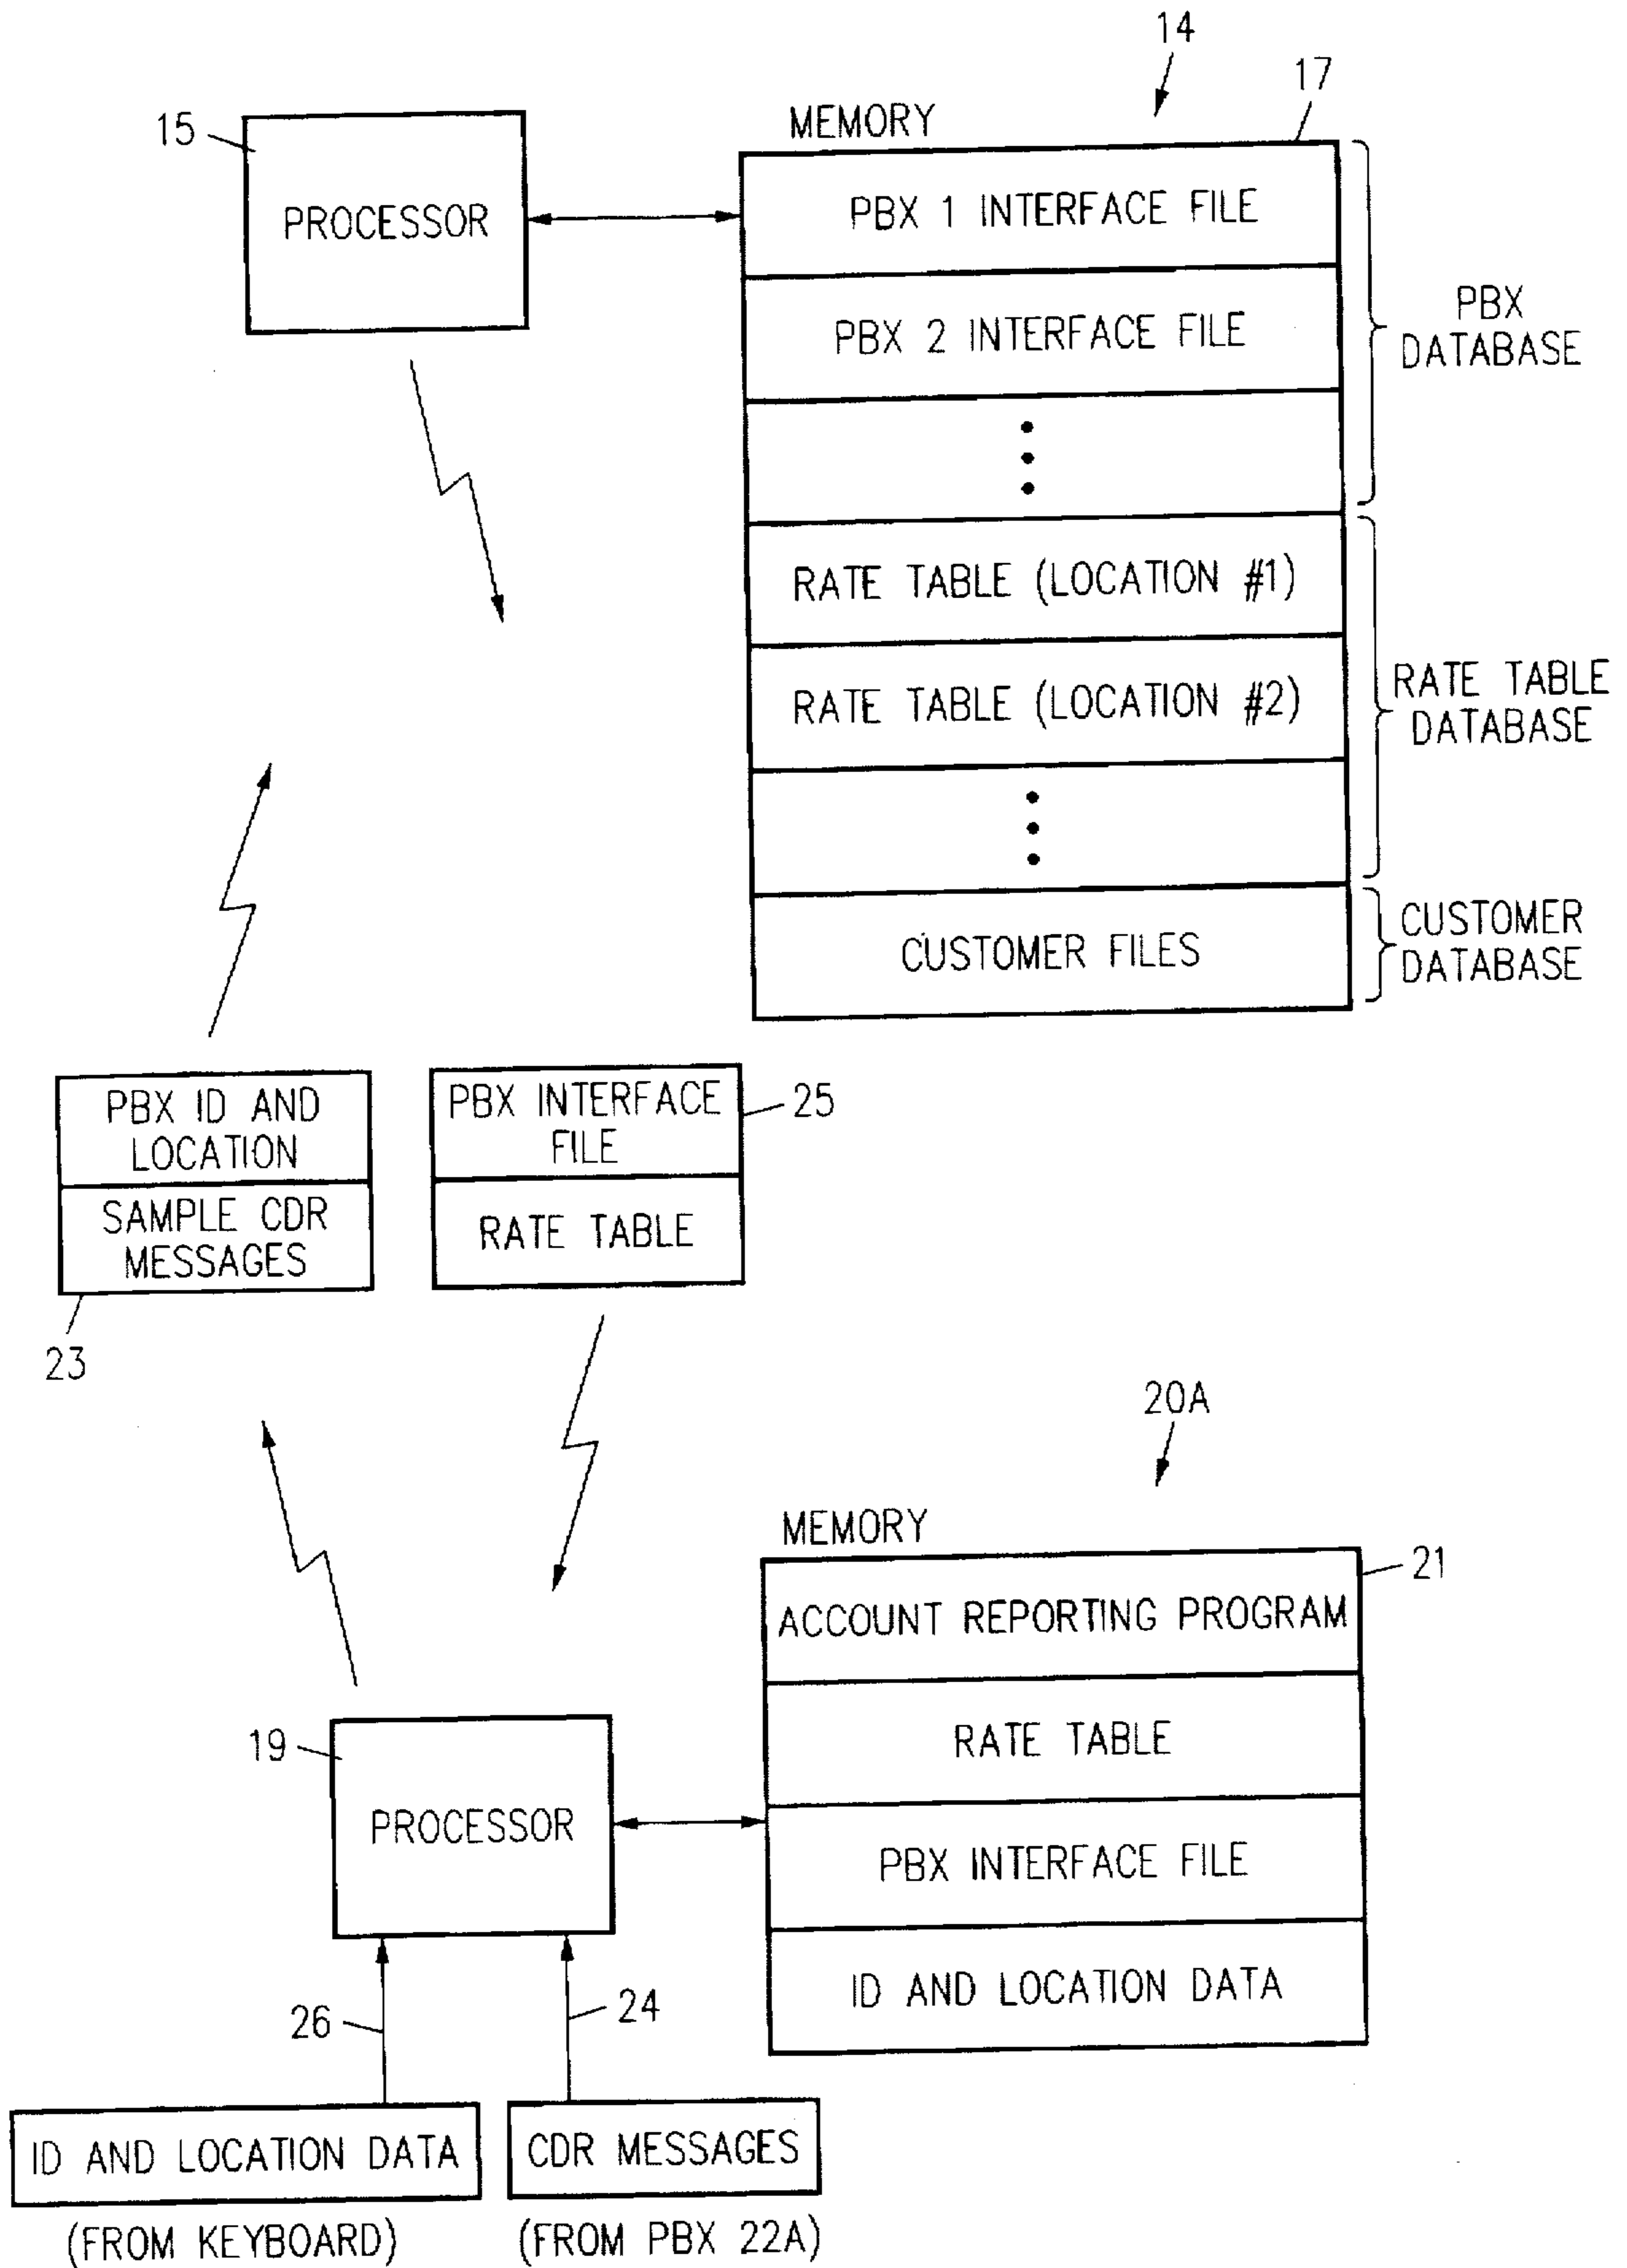 14
17
15
MEMORY
PROCESSOR
PBX 1 INTERFACE FILE
PBX 2 INTERFACE FILE
PBX
DATABASE
RATE TABLE (LOCATION #1)
RATE TABLE (LOCATION #2)
RATE TABLE
DATABASE
CUSTOMER FILES
CUSTOMER
DATABASE
PBX ID AND
LOCATION
SAMPLE CDR
MESSAGES
23
PBX INTERFACE
FILE
RATE TABLE
25
20A
MEMORY
21
ACCOUNT REPORTING PROGRAM
RATE TABLE
PBX INTERFACE FILE
ID AND LOCATION DATA
19
PROCESSOR
26
24
ID AND LOCATION DATA
(FROM KEYBOARD)
CDR MESSAGES
(FROM PBX 22A)